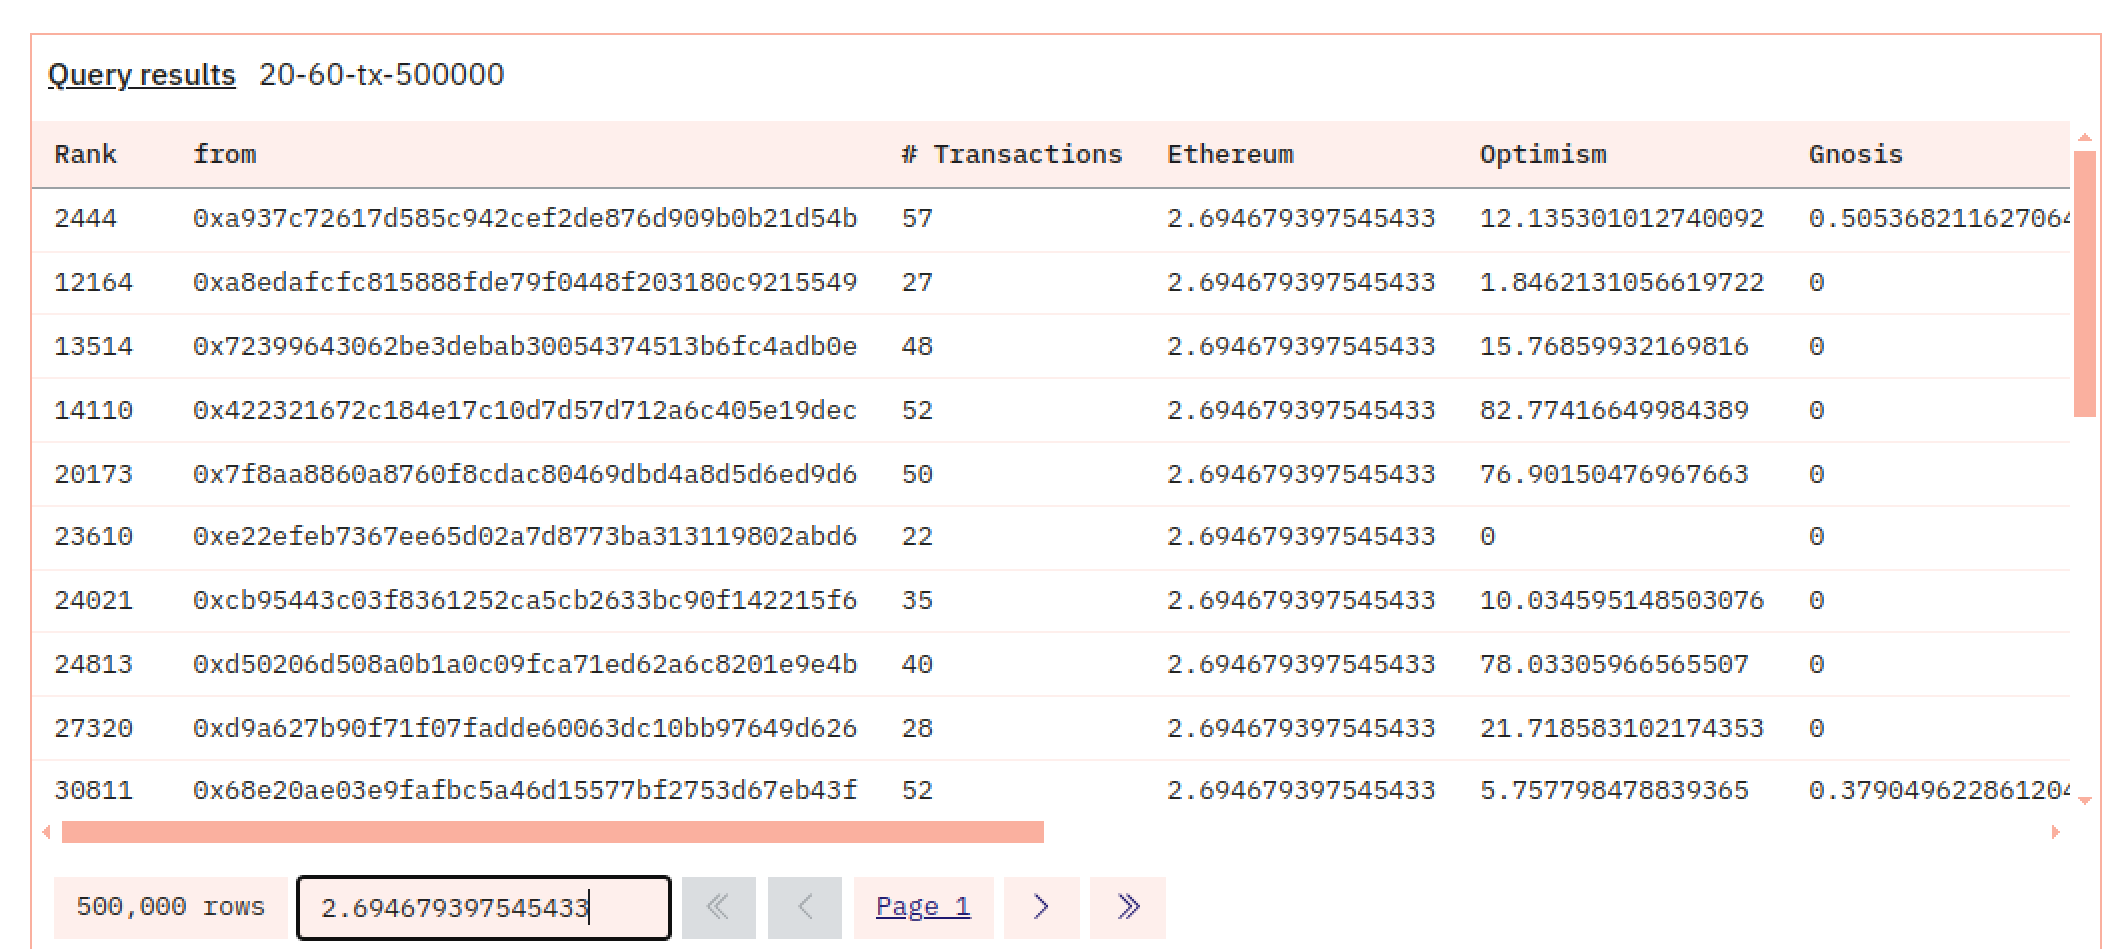 Query results 20-60-tx-500000
Rank from # Transactions Ethereum Optimism Gnosis
2444 0xa937c72617d585c942cef2de876d909b0b21d54b 57 2.694679397545433 12.135301012740092 0.505368211627064
12164 0xa8edafcfc815888fde79f0448f203180c9215549 27 2.694679397545433 1.8462131056619722 0
13514 0x72399643062be3debab30054374513b6fc4adb0e 48 2.694679397545433 15.76859932169816 0
14110 0x422321672c184e17c10d7d57d712a6c405e19dec 52 2.694679397545433 82.77416649984389 0
20173 0x7f8aa8860a8760f8cdac80469dbd4a8d5d6ed9d6 50 2.694679397545433 76.90150476967663 0
23610 0xe22efeb7367ee65d02a7d8773ba313119802abd6 22 2.694679397545433 0 0
24021 0xcb95443c03f8361252ca5cb2633bc90f142215f6 35 2.694679397545433 10.034595148503076 0
24813 0xd50206d508a0b1a0c09fca71ed62a6c8201e9e4b 40 2.694679397545433 78.03305966565507 0
27320 0xd9a627b90f71f07fadde60063dc10bb97649d626 28 2.694679397545433 21.718583102174353 0
30811 0x68e20ae03e9fafbc5a46d15577bf2753d67eb43f 52 2.694679397545433 5.757798478839365 0.379049622861204
500,000 rows 2.694679397545433 Page 1